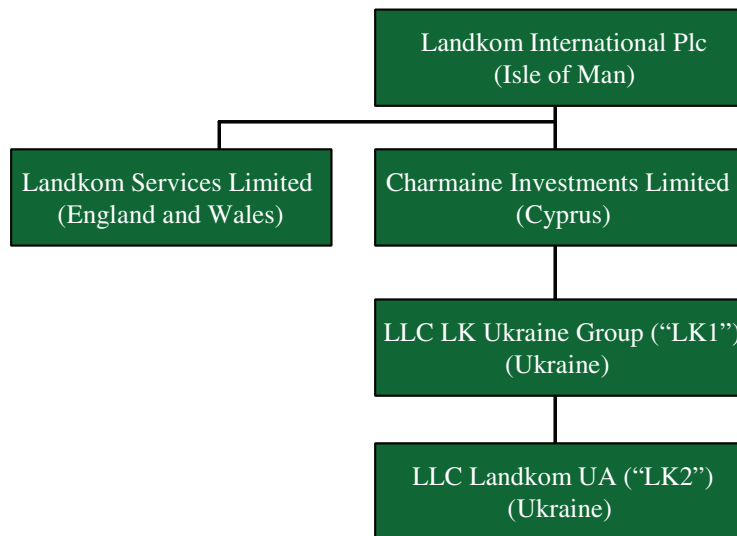 Landkom International Plc
(Isle of Man)
Landkom Services Limited
(England and Wales)
Charmaine Investments Limited
(Cyprus)
LLC LK Ukraine Group (“LK1”)
(Ukraine)
LLC Landkom UA (“LK2”)
(Ukraine)